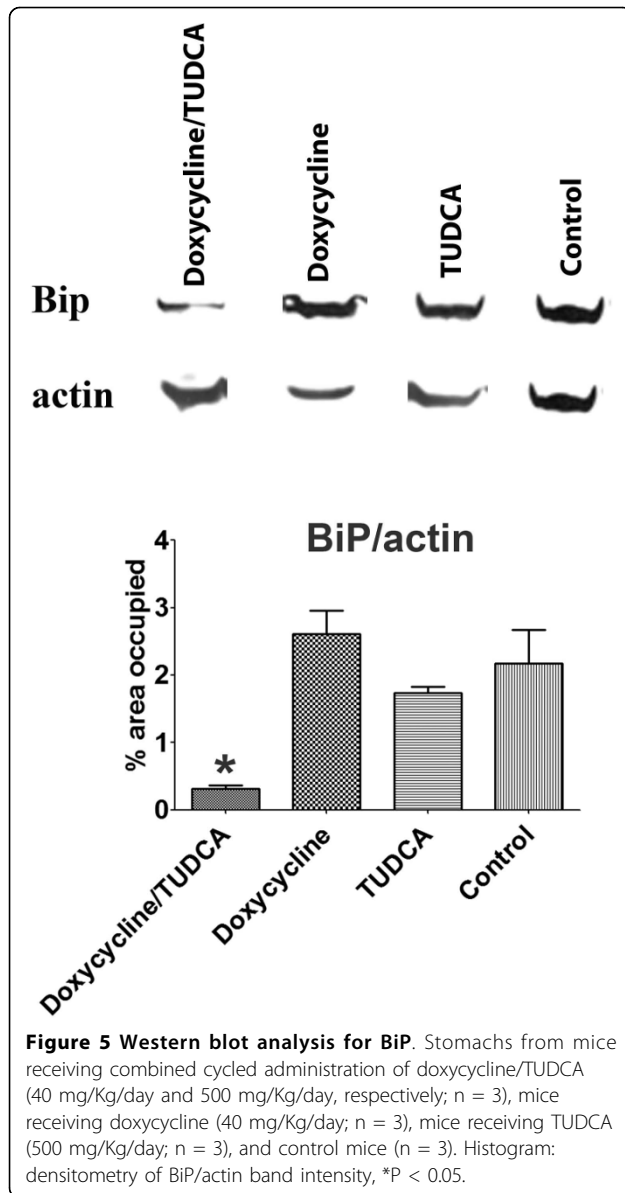 Doxycycline/TUDCA
Doxycycline
TUDCA
Control
Bip
actin
BiP/actin
% area occupied
4
3
2
1
0
*
Doxycycline/TUDCA
Doxycycline
TUDCA
Control
Figure 5 Western blot analysis for BiP. Stomachs from mice
receiving combined cycled administration of doxycycline/TUDCA
(40 mg/Kg/day and 500 mg/Kg/day, respectively; n = 3), mice
receiving doxycycline (40 mg/Kg/day; n = 3), mice receiving TUDCA
(500 mg/Kg/day; n = 3), and control mice (n = 3). Histogram:
densitometry of BiP/actin band intensity, *P < 0.05.